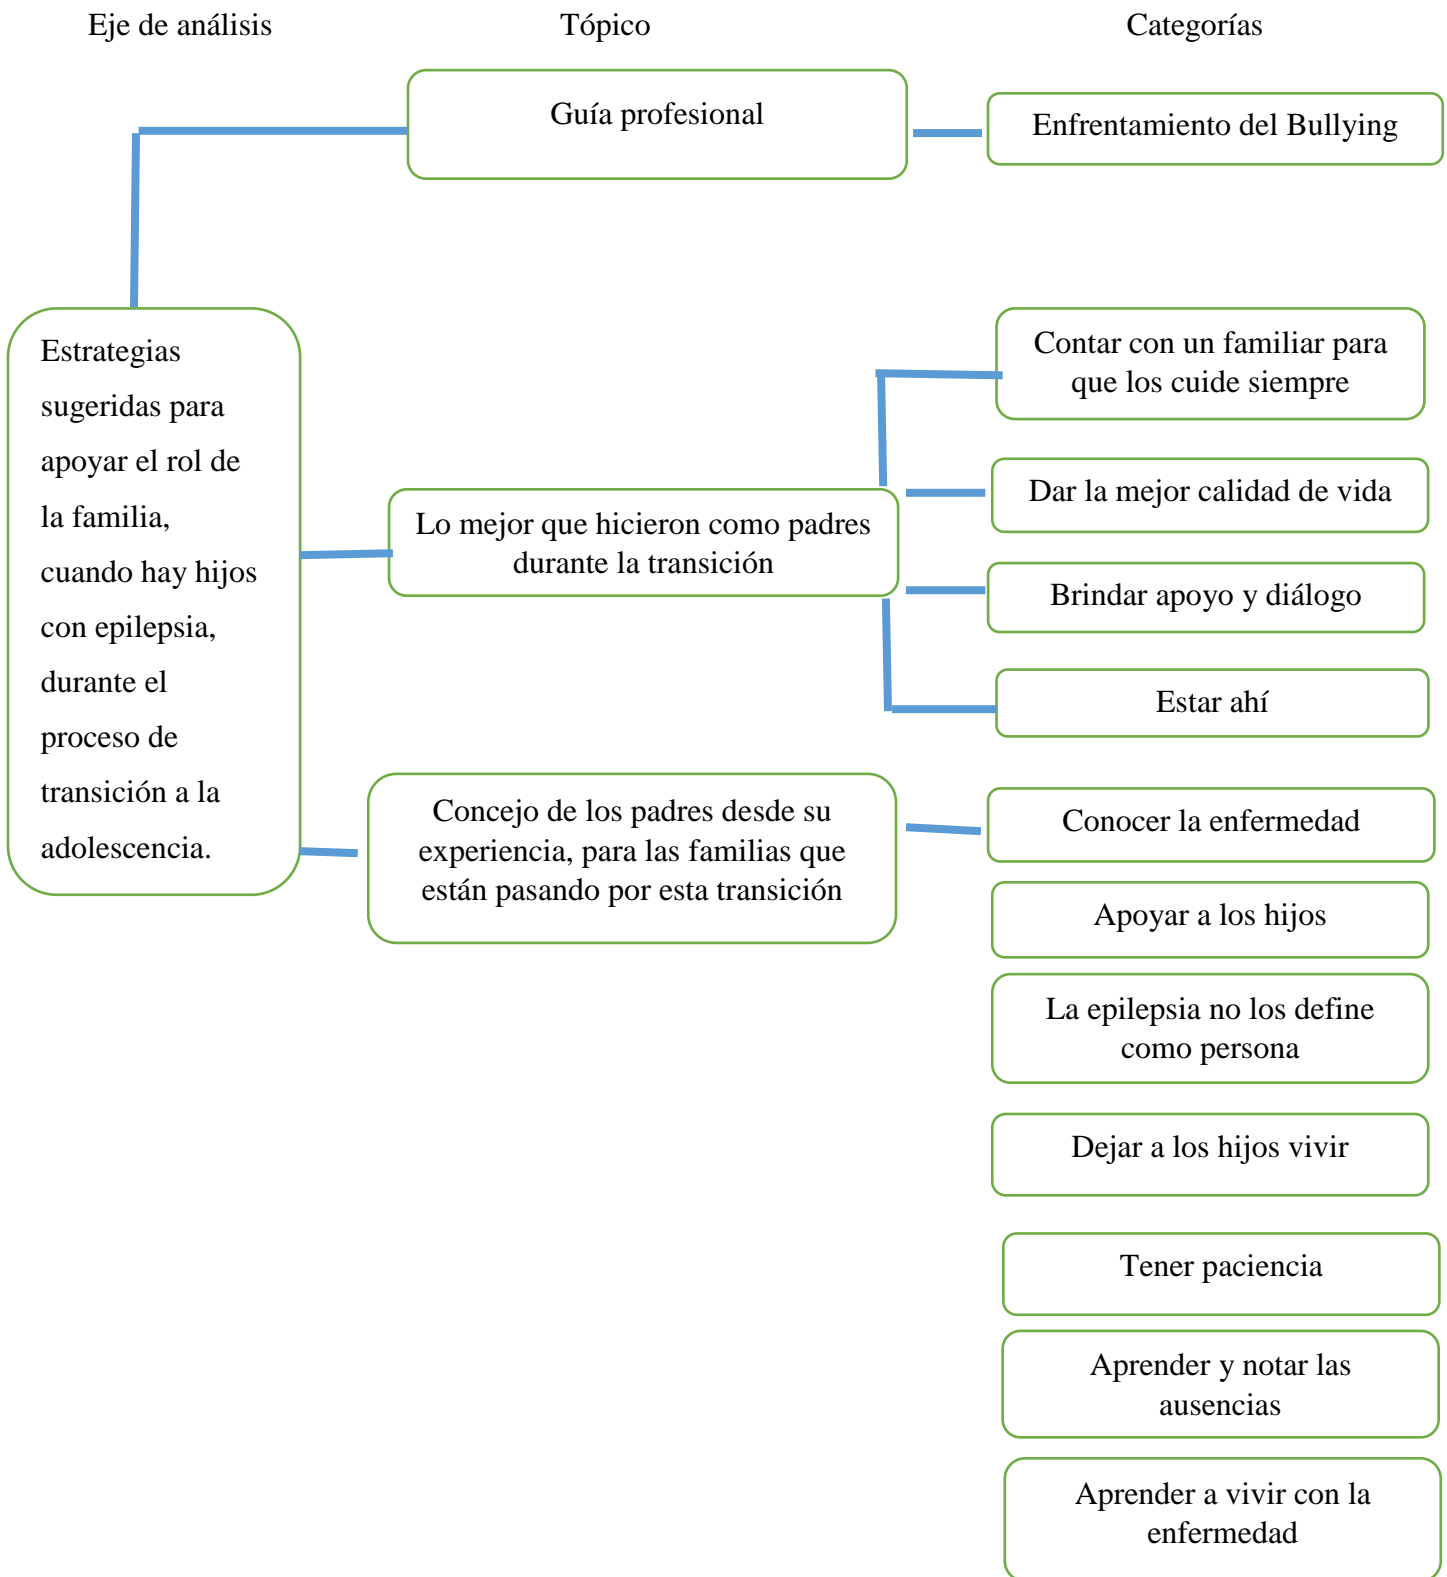 Eje de análisis
Tópico
Categorías
Guía profesional
Enfrentamiento del Bullying
Estrategias
sugeridas para
apoyar el rol de
la familia,
cuando hay hijos
con epilepsia,
durante el
proceso de
transición a la
adolescencia.
Lo mejor que hicieron como padres
durante la transición
Contar con un familiar para
que los cuide siempre
Dar la mejor calidad de vida
Brindar apoyo y diálogo
Estar ahí
Concejo de los padres desde su
experiencia, para las familias que
están pasando por esta transición
Conocer la enfermedad
Apoyar a los hijos
La epilepsia no los define
como persona
Dejar a los hijos vivir
Tener paciencia
Aprender y notar las
ausencias
Aprender a vivir con la
enfermedad